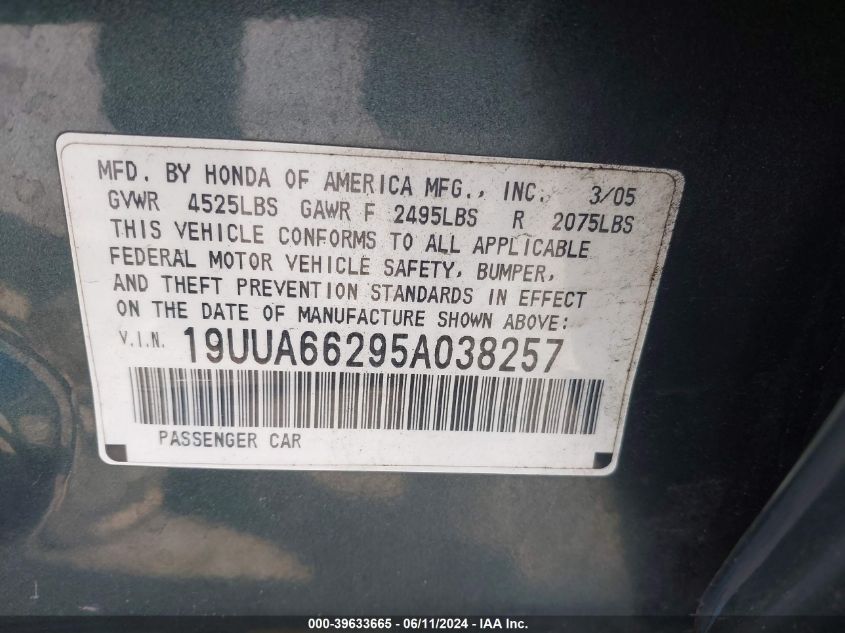 MFD. BY HONDA OF AMERICA MFG., INC. 3/05
GVWR 4525LBS GAWR F 2495LBS R 2075LBS
THIS VEHICLE CONFORMS TO ALL APPLICABLE
FEDERAL MOTOR VEHICLE SAFETY, BUMPER,
AND THEFT PREVENTION STANDARDS IN EFFECT
ON THE DATE OF MANUFACTURE SHOWN ABOVE:
V.I.N. 19UUA66295A038257
PASSENGER CAR
000-39633665 - 06/11/2024 - IAA Inc.